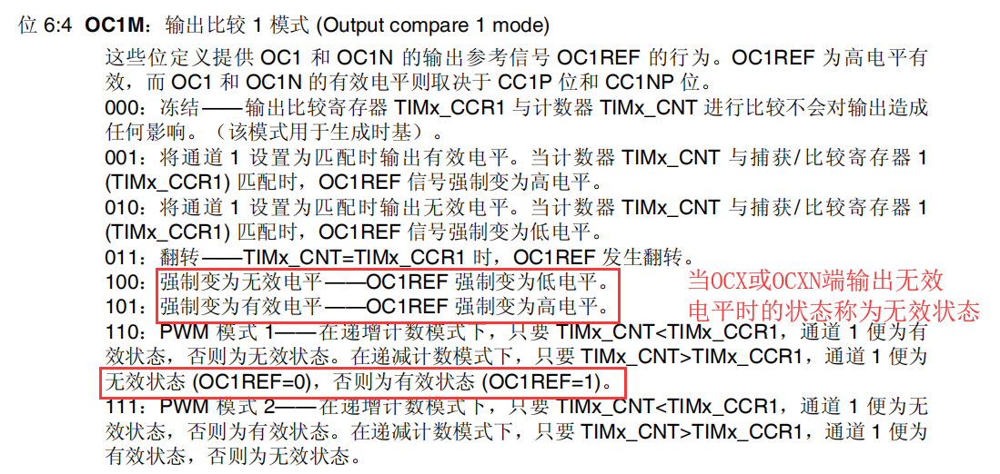 位 6:4 OC1M：输出比较 1 模式 (Output compare 1 mode)
这些位定义提供 OC1 和 OC1N 的输出参考信号 OC1REF 的行为。OC1REF 为高电平有
效，而 OC1 和 OC1N 的有效电平则取决于 CC1P 位和 CC1NP 位。
000：冻结——输出比较寄存器 TIMx_CCR1 与计数器 TIMx_CNT 进行比较不会对输出造成
任何影响。（该模式用于生成时基）。
001：将通道 1 设置为匹配时输出有效电平。当计数器 TIMx_CNT 与捕获/比较寄存器 1
(TIMx_CCR1) 匹配时，OC1REF 信号强制变为高电平。
010：将通道 1 设置为匹配时输出无效电平。当计数器 TIMx_CNT 与捕获/比较寄存器 1
(TIMx_CCR1) 匹配时，OC1REF 信号强制变为低电平。
011：翻转——TIMx_CNT=TIMx_CCR1 时，OC1REF 发生翻转。
100：强制变为无效电平——OC1REF 强制变为低电平。
101：强制变为有效电平——OC1REF 强制变为高电平。
当OCX或OCXN端输出无效
电平时的状态称为无效状态
110：PWM 模式 1——在递增计数模式下，只要 TIMx_CNT<TIMx_CCR1，通道 1 便为有
效状态，否则为无效状态。在递减计数模式下，只要 TIMx_CNT>TIMx_CCR1，通道 1 便为
无效状态 (OC1REF=0)，否则为有效状态 (OC1REF=1)。
111：PWM 模式 2——在递增计数模式下，只要 TIMx_CNT<TIMx_CCR1，通道 1 便为无
效状态，否则为有效状态。在递减计数模式下，只要 TIMx_CNT>TIMx_CCR1，通道 1 便为
有效状态，否则为无效状态。